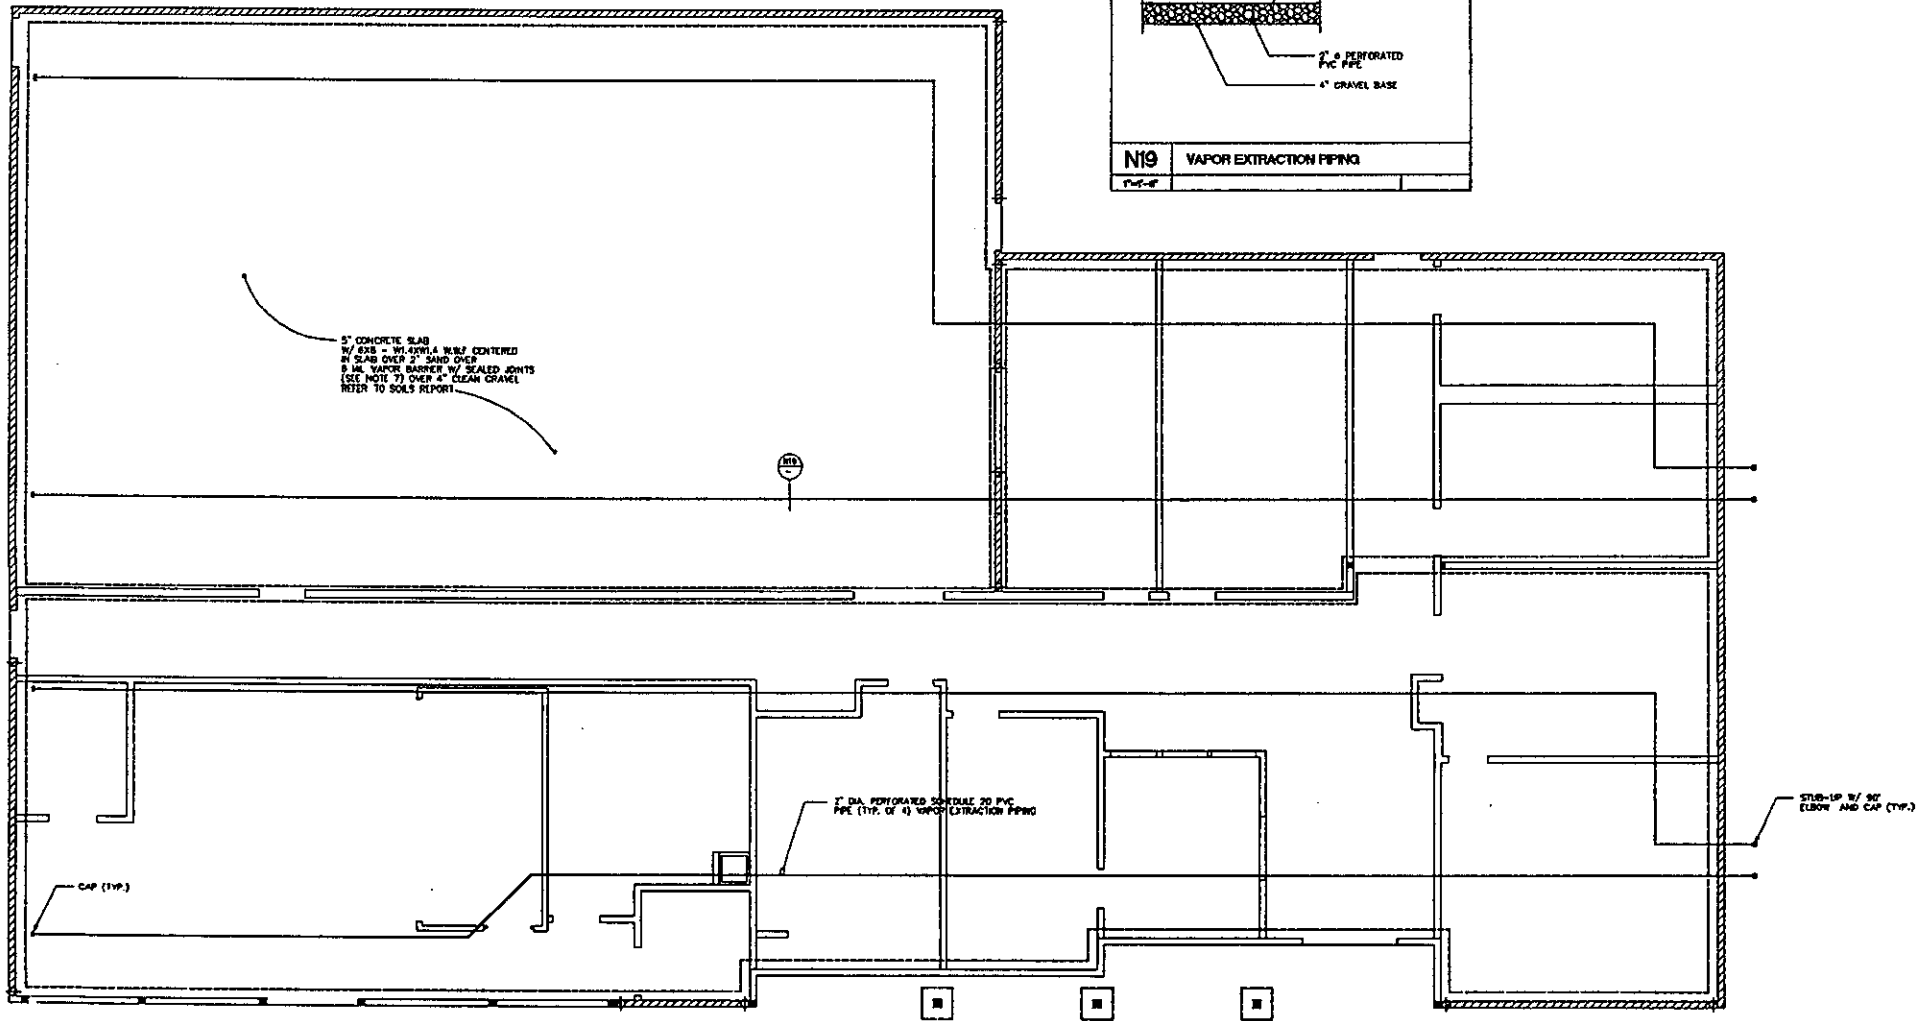 2" ø PERFORATED
PVC PIPE
4" GRAVEL BASE
N19 VAPOR EXTRACTION PIPING
5" CONCRETE SLAB
W/ 6X6 - W1.4XW1.4 W.W.F CENTERED
IN SLAB OVER 2" SAND OVER
MIL VAPOR BARRIER W/ SEALED JOINTS
(SEE NOTE 7) OVER 4" CLEAN GRAVEL
REFER TO SOILS REPORT
N19
-
2" DIA. PERFORATED SCHEDULE 20 PVC
PIPE (TYP. OF 4) VAPOR EXTRACTION PIPING
STUB-UP W/ 90°
ELBOW AND CAP (TYP.)
CAP (TYP.)